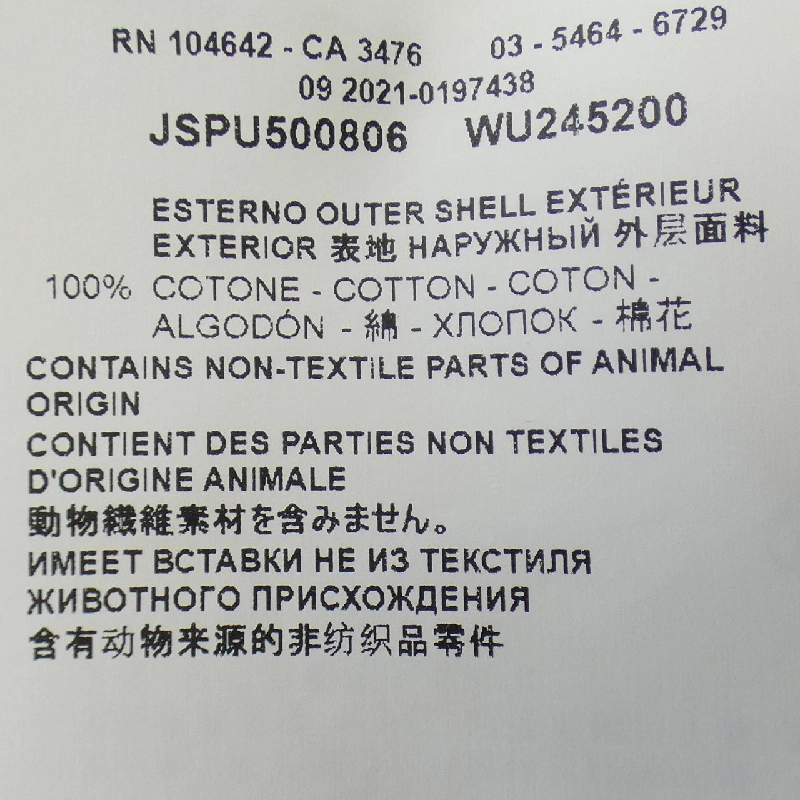 RN 104642 - CA 3476 03 - 5464 - 6729
09 2021-0197438
JSPU500806 WU245200
ESTERNO OUTER SHELL EXTÉRIEUR
EXTERIOR 表地 НАРУЖНЫЙ 外层面料
100% COTONE - COTTON - COTON -
ALGODÓN - 綿 - ХЛОПОК - 棉花
CONTAINS NON-TEXTILE PARTS OF ANIMAL
ORIGIN
CONTIENT DES PARTIES NON TEXTILES
D'ORIGINE ANIMALE
動物繊維素材を含みません。
ИМЕЕТ ВСТАВКИ НЕ ИЗ ТЕКСТИЛЯ
ЖИВОТНОГО ПРИСХОЖДЕНИЯ
含有动物来源的非纺织品零件